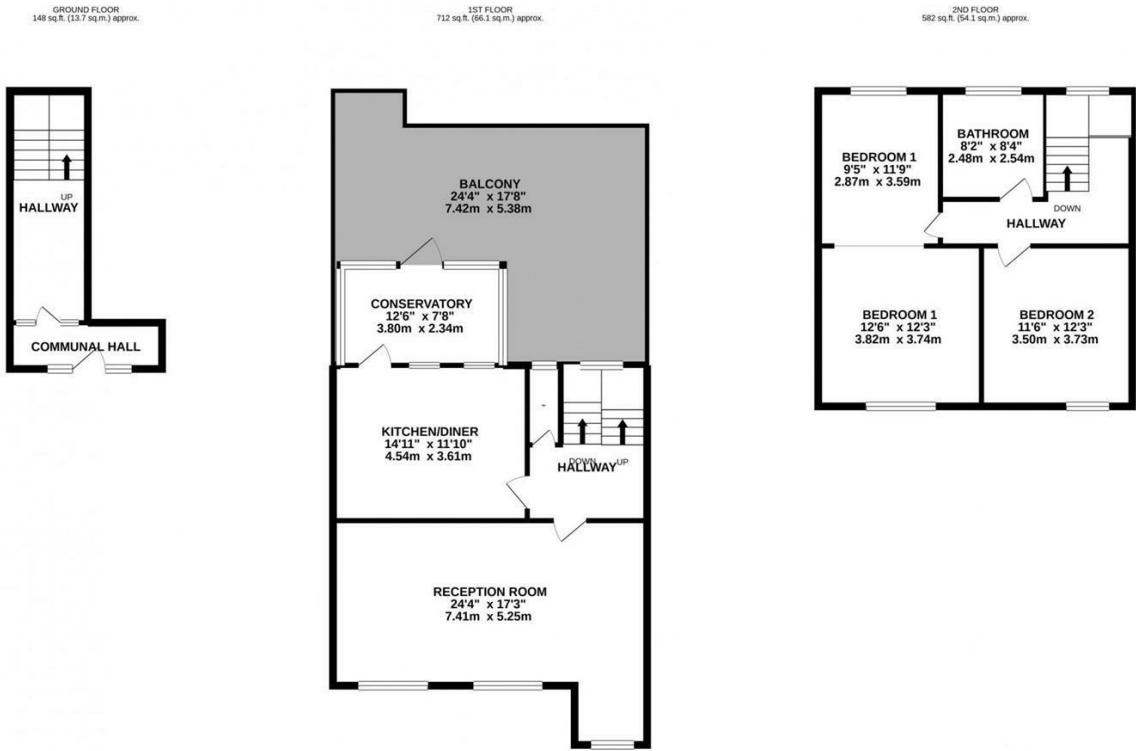 GROUND FLOOR
148 sq.ft. (13.7 sq.m.) approx.
1ST FLOOR
712 sq.ft. (66.1 sq.m.) approx.
2ND FLOOR
582 sq.ft. (54.1 sq.m.) approx.
UP
HALLWAY
COMMUNAL HALL
BALCONY
24'4" x 17'8"
7.42m x 5.38m
CONSERVATORY
12'6" x 7'8"
3.80m x 2.34m
KITCHEN/DINER
14'11" x 11'10"
4.54m x 3.61m
DOWN
UP
HALLWAY
RECEPTION ROOM
24'4" x 17'3"
7.41m x 5.25m
BEDROOM 1
9'5" x 11'9"
2.87m x 3.59m
BATHROOM
8'2" x 8'4"
2.48m x 2.54m
DOWN
HALLWAY
BEDROOM 1
12'6" x 12'3"
3.82m x 3.74m
BEDROOM 2
11'6" x 12'3"
3.50m x 3.73m